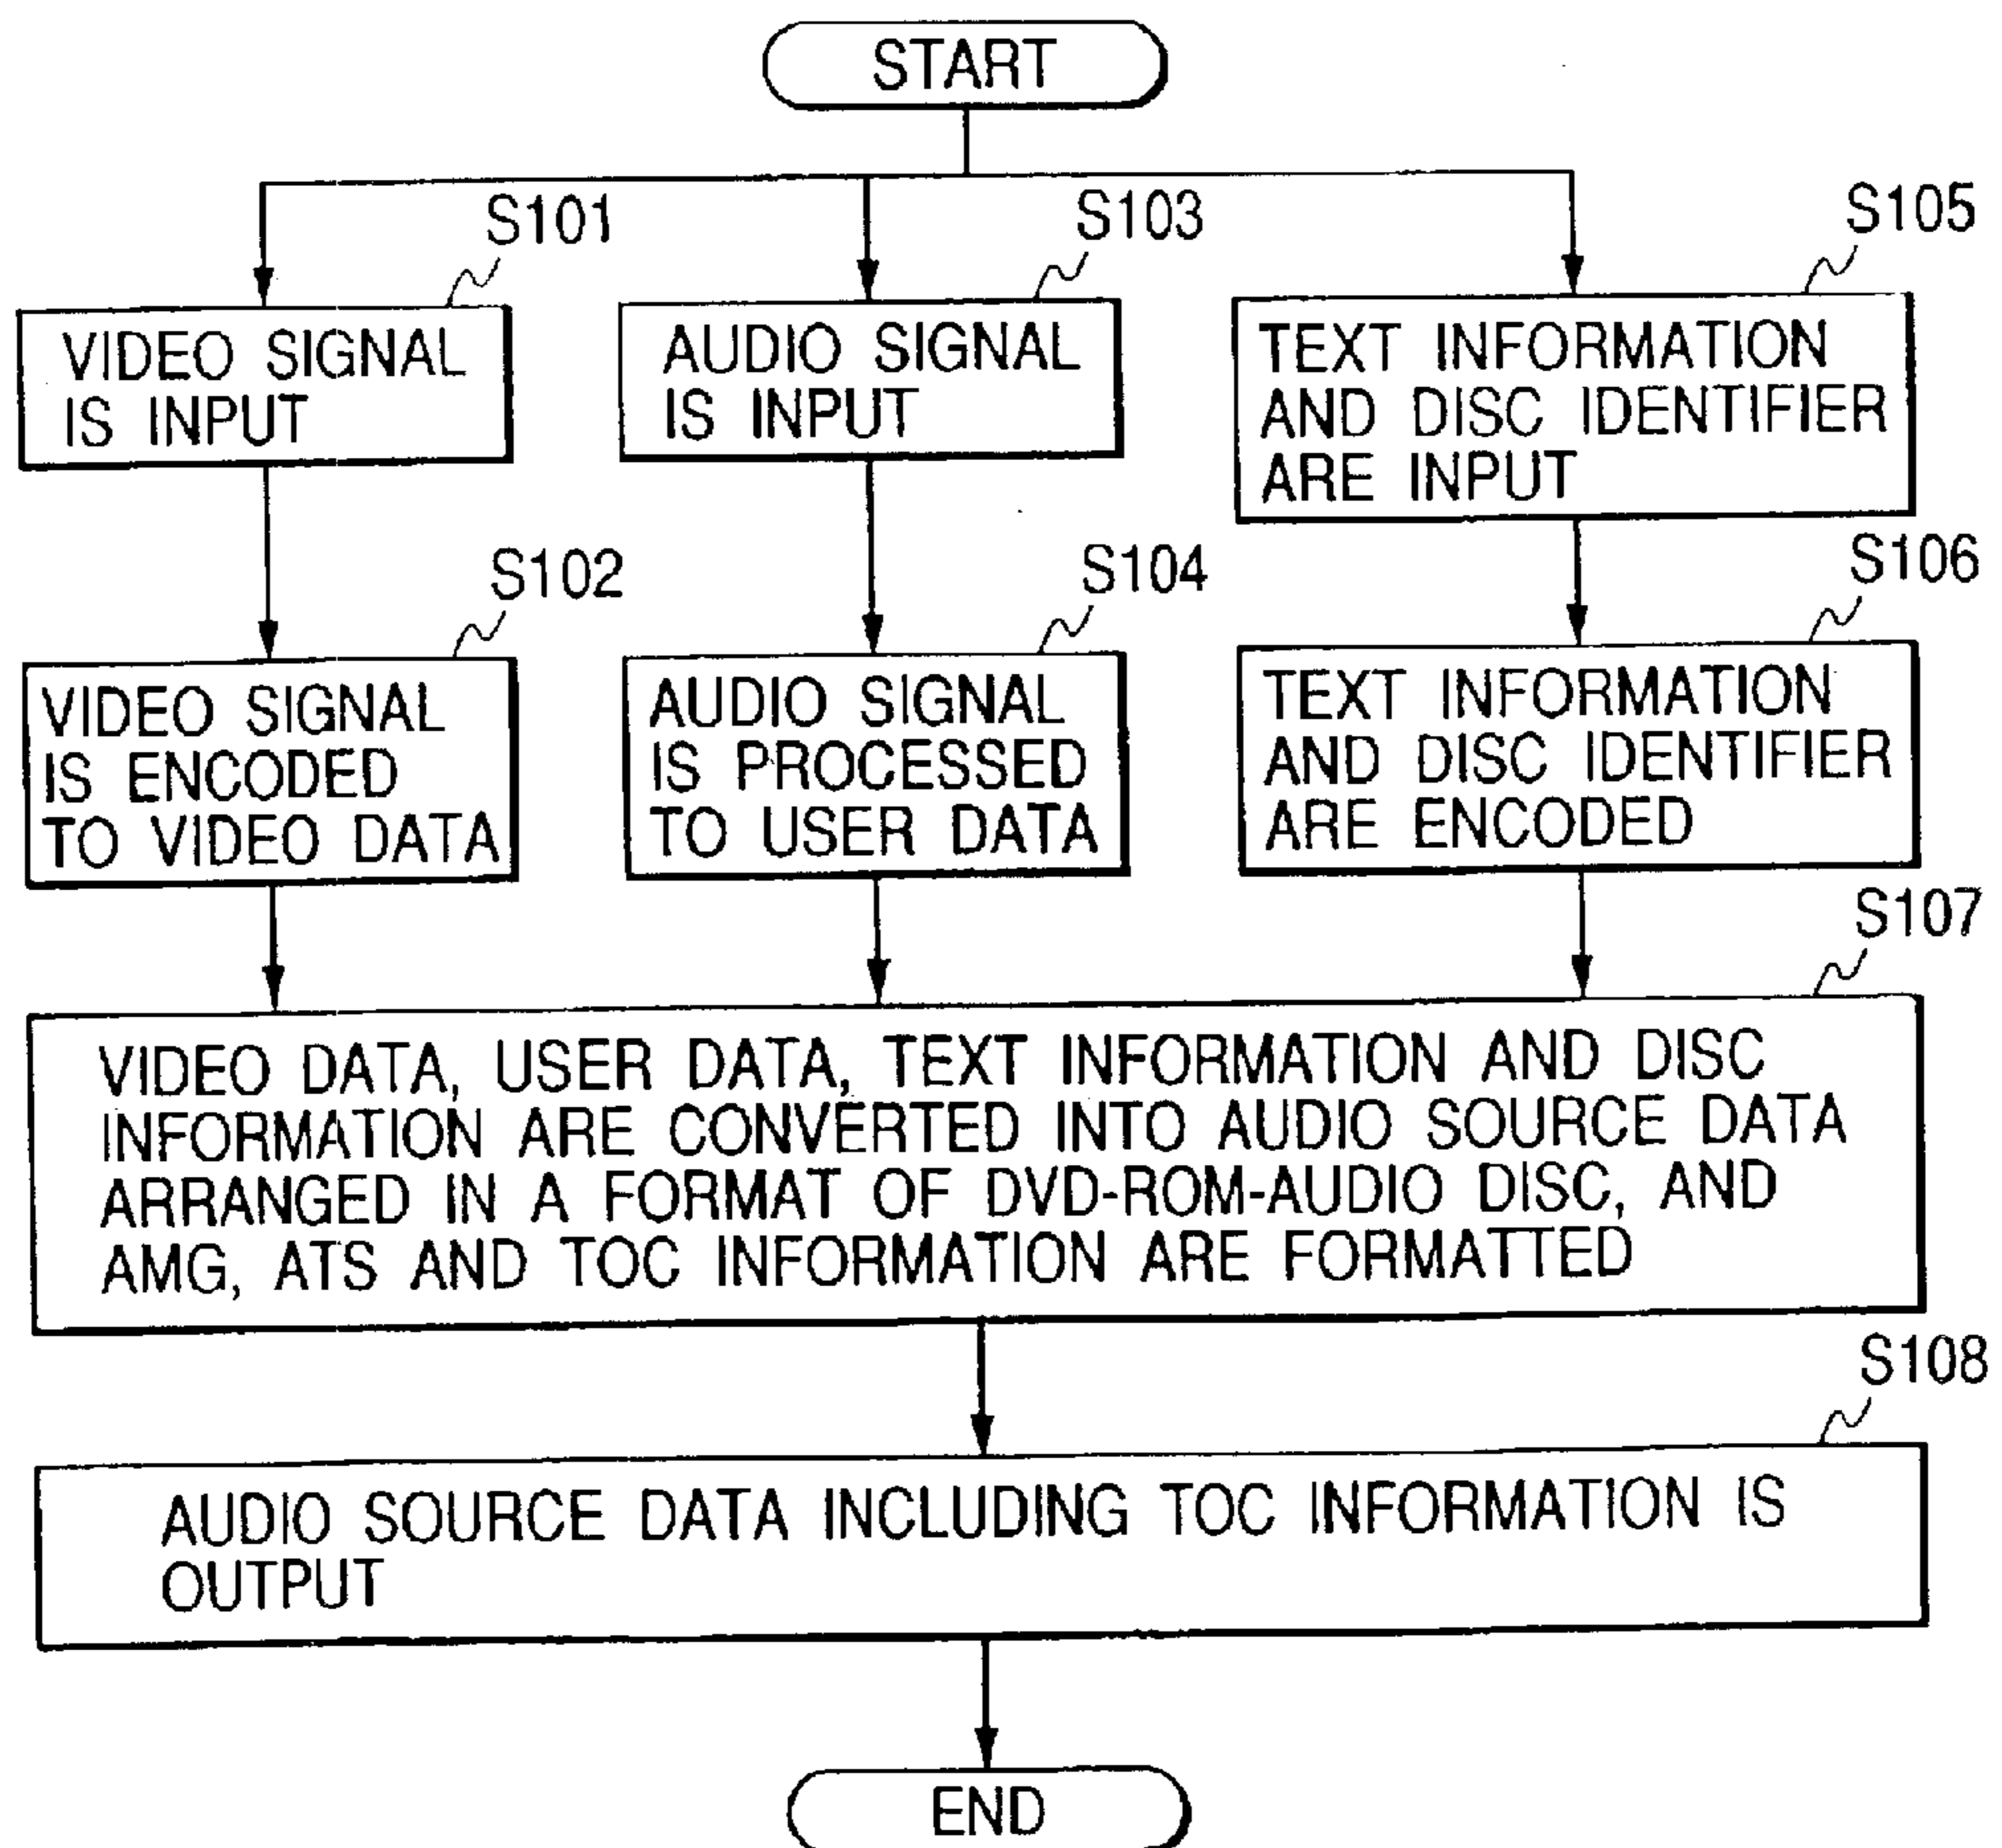 START
S101
VIDEO SIGNAL
IS INPUT
S103
AUDIO SIGNAL
IS INPUT
S105
TEXT INFORMATION
AND DISC IDENTIFIER
ARE INPUT
S102
VIDEO SIGNAL
IS ENCODED
TO VIDEO DATA
S104
AUDIO SIGNAL
IS PROCESSED
TO USER DATA
S106
TEXT INFORMATION
AND DISC IDENTIFIER
ARE ENCODED
S107
VIDEO DATA, USER DATA, TEXT INFORMATION AND DISC
INFORMATION ARE CONVERTED INTO AUDIO SOURCE DATA
ARRANGED IN A FORMAT OF DVD-ROM-AUDIO DISC, AND
AMG, ATS AND TOC INFORMATION ARE FORMATTED
S108
AUDIO SOURCE DATA INCLUDING TOC INFORMATION IS
OUTPUT
END